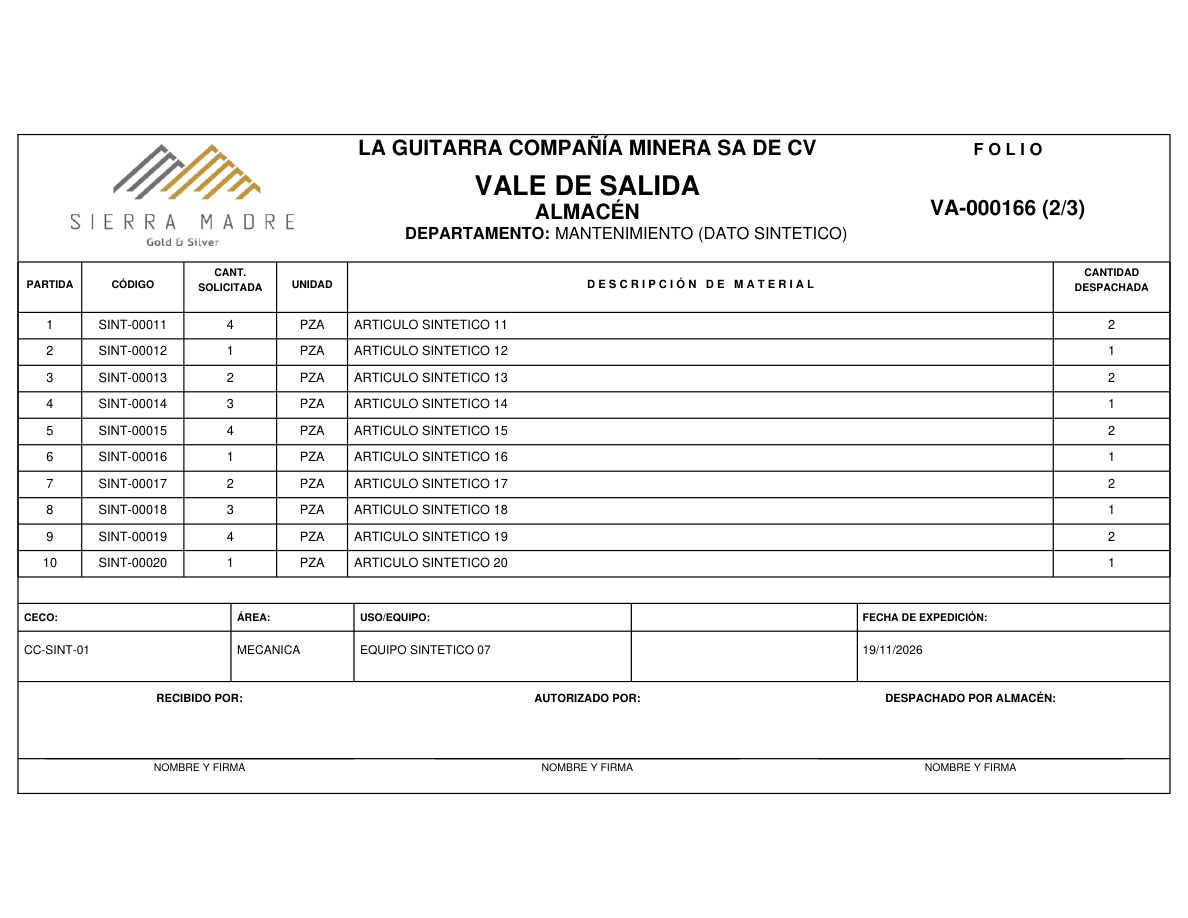 LA GUITARRA COMPAÑÍA MINERA SA DE CV
FOLIO
VALE DE SALIDA
ALMACÉN
VA-000166 (2/3)
DEPARTAMENTO: MANTENIMIENTO (DATO SINTETICO)
SIERRA MADRE
Gold & Silver
PARTIDA CÓDIGO CANT. SOLICITADA UNIDAD DESCRIPCIÓN DE MATERIAL CANTIDAD DESPACHADA
1 SINT-00011 4 PZA ARTICULO SINTETICO 11 2
2 SINT-00012 1 PZA ARTICULO SINTETICO 12 1
3 SINT-00013 2 PZA ARTICULO SINTETICO 13 2
4 SINT-00014 3 PZA ARTICULO SINTETICO 14 1
5 SINT-00015 4 PZA ARTICULO SINTETICO 15 2
6 SINT-00016 1 PZA ARTICULO SINTETICO 16 1
7 SINT-00017 2 PZA ARTICULO SINTETICO 17 2
8 SINT-00018 3 PZA ARTICULO SINTETICO 18 1
9 SINT-00019 4 PZA ARTICULO SINTETICO 19 2
10 SINT-00020 1 PZA ARTICULO SINTETICO 20 1
CECO: ÁREA: USO/EQUIPO: FECHA DE EXPEDICIÓN:
CC-SINT-01 MECANICA EQUIPO SINTETICO 07 19/11/2026
RECIBIDO POR: AUTORIZADO POR: DESPACHADO POR ALMACÉN:
NOMBRE Y FIRMA NOMBRE Y FIRMA NOMBRE Y FIRMA